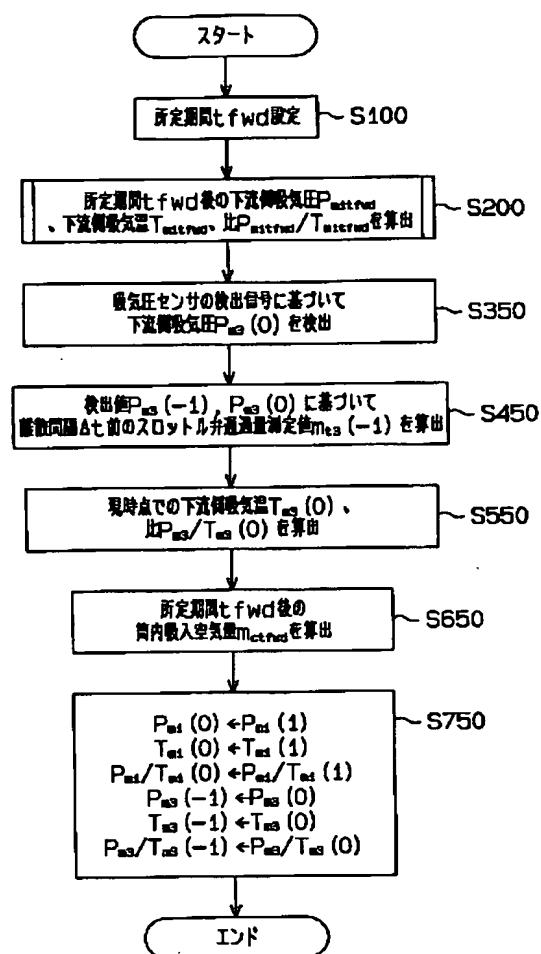 スタート
所定期間tfwd設定
S100
所定期間tfwd後の下流側吸気圧Pmitfwd
、下流側吸気温Tmitfwd、比Pmitfwd/Tmitfwdを算出
S200
吸気圧センサの検出信号に基づいて
下流側吸気圧Pm3(0)を検出
S350
検出値Pm3(-1), Pm3(0)に基づいて
離散間隔Δt前のスロットル弁通過量測定値mt3(-1)を算出
S450
現時点での下流側吸気温Tm3(0)、
比Pm3/Tm3(0)を算出
S550
所定期間tfwd後の
筒内吸入空気量mctfwdを算出
S650
S750
Pm1(0)←Pm1(1)
Tm1(0)←Tm1(1)
Pm1/Tm1(0)←Pm1/Tm1(1)
Pm3(-1)←Pm3(0)
Tm3(-1)←Tm3(0)
Pm3/Tm3(-1)←Pm3/Tm3(0)
エンド